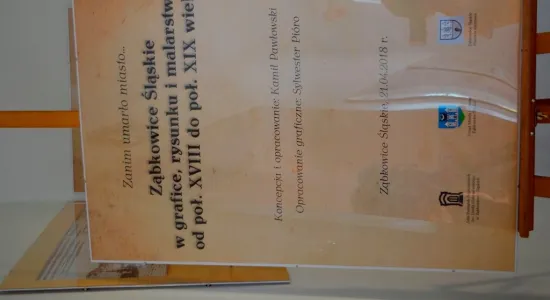 Zanim umarło miasto...
Ząbkowice Śląskie
w grafice, rysunku i malarstw
od poł. XVIII do poł. XIX wiek
Koncepcja i opracowanie: Kamil Pawłowski
Opracowanie graficzne: Sylwester Pióro
Ząbkowice Śląskie, 21.04.2018 r.